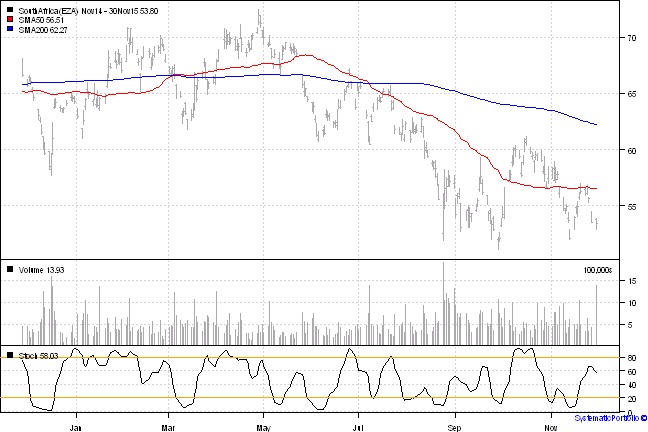 SouthAfrica(EZA) Nov14 - 30Nov15 53.80
SMA50 56.51
SMA200 62.27
70
65
60
55
Volume 13.93
100,000s
15
10
5
Stoch 58.03
80
60
40
20
0
Jan Mar May Jul Sep Nov
SystematicPortfolio ©